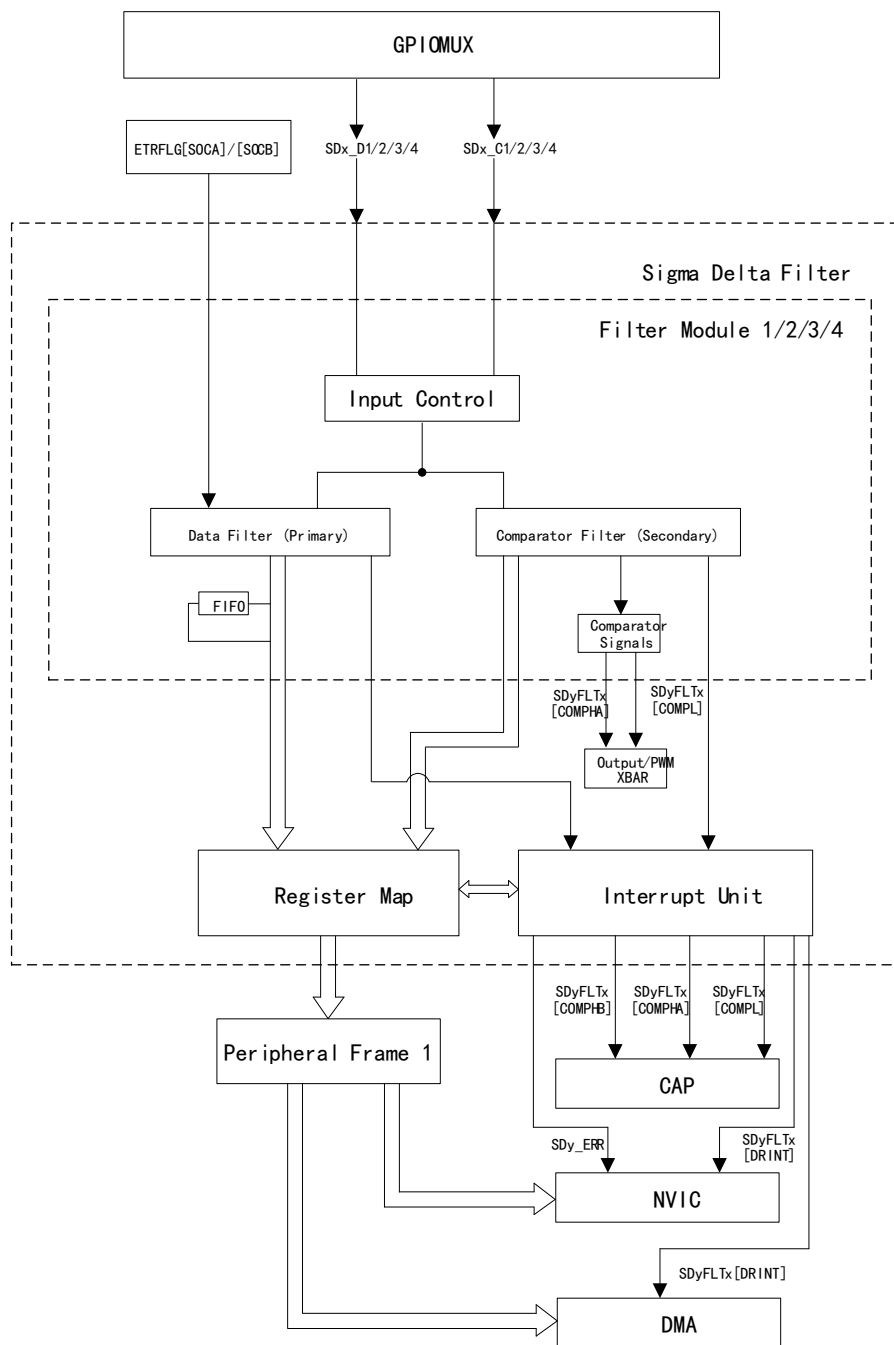 GPIOMUX
ETRFLG[SOCA]/[SOCB]
SDx_D1/2/3/4
SDx_C1/2/3/4
Sigma Delta Filter
Filter Module 1/2/3/4
Input Control
Data Filter (Primary)
Comparator Filter (Secondary)
FIFO
Comparator
Signals
SDyFLTx
[COMPHA]
SDyFLTx
[COMPL]
Output/PWM
XBAR
Register Map
Interrupt Unit
SDyFLTx
[COMPHB]
SDyFLTx
[COMPHA]
SDyFLTx
[COMPL]
Peripheral Frame 1
CAP
SDy_ERR
SDyFLTx
[DRINT]
NVIC
SDyFLTx[DRINT]
DMA